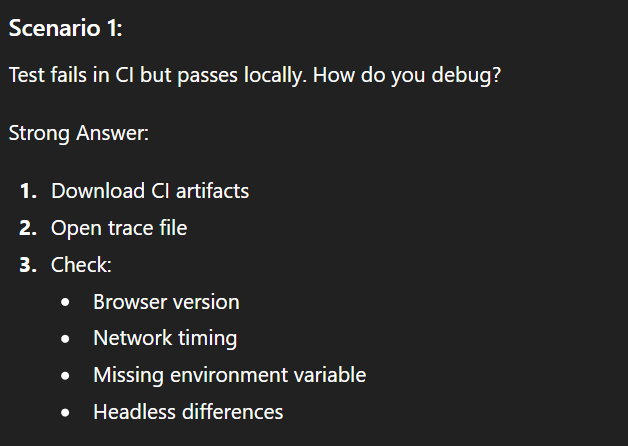 Scenario 1:
Test fails in CI but passes locally. How do you debug?
Strong Answer:
1. Download CI artifacts
2. Open trace file
3. Check:
• Browser version
• Network timing
• Missing environment variable
• Headless differences